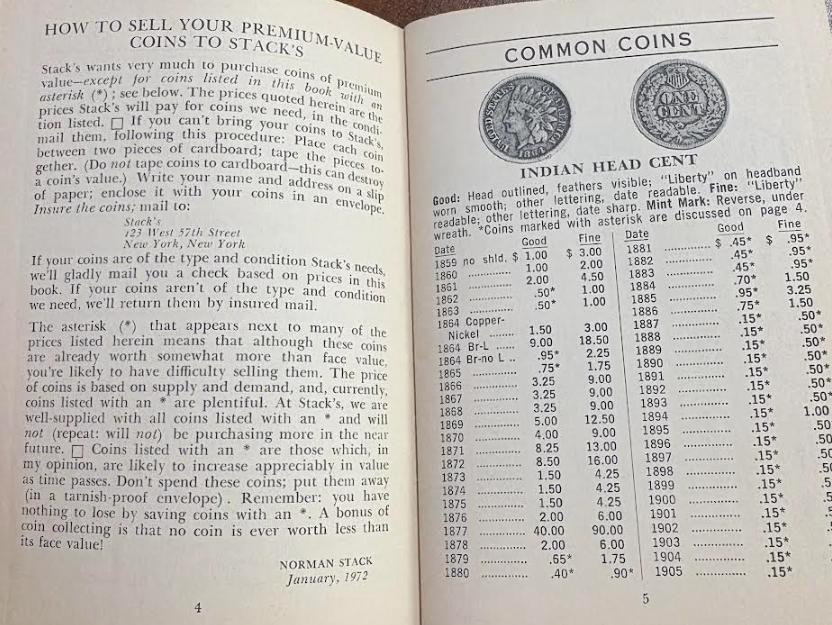 HOW TO SELL YOUR PREMIUM-VALUE
COINS TO STACK'S
Stack's wants very much to purchase coins of premium
value—except for coins listed in this book with an
asterisk (*) ; see below. The prices quoted herein are the
prices Stack's will pay for coins we need, in the condi-
tion listed. □ If you can't bring your coins to Stack's,
mail them, following this procedure: Place each coin
between two pieces of cardboard; tape the pieces to-
gether. (Do not tape coins to cardboard—this can destroy
a coin's value.) Write your name and address on a slip
of paper; enclose it with your coins in an envelope.
Insure the coins; mail to:
Stack's
123 West 57th Street
New York, New York
If your coins are of the type and condition Stack's needs,
we'll gladly mail you a check based on prices in this
book. If your coins aren't of the type and condition
we need, we'll return them by insured mail.
The asterisk (*) that appears next to many of the
prices listed herein means that although these coins
are already worth somewhat more than face value,
you're likely to have difficulty selling them. The price
of coins is based on supply and demand, and, currently,
coins listed with an * are plentiful. At Stack's, we are
well-supplied with all coins listed with an * and will
not (repeat: will not) be purchasing more in the near
future. □ Coins listed with an * are those which, in
my opinion, are likely to increase appreciably in value
as time passes. Don't spend these coins; put them away
(in a tarnish-proof envelope). Remember: you have
nothing to lose by saving coins with an *. A bonus of
coin collecting is that no coin is ever worth less than
its face value!
NORMAN STACK
January, 1972
4
COMMON COINS
UNITED STATES OF AMERICA
ONE
CENT
INDIAN HEAD CENT
Good: Head outlined, feathers visible; "Liberty" on headband
worn smooth; other lettering, date readable. Fine: "Liberty"
readable; other lettering, date sharp. Mint Mark: Reverse, under
wreath. *Coins marked with asterisk are discussed on page 4.
Date Good Fine
1859 no shld. $ 1.00 $ 3.00
1860 ............ 1.00 2.00
1861 ............ 2.00 4.50
1862 ............ .50* 1.00
1863 ............ .50* 1.00
1864 Copper-
Nickel ....... 1.50 3.00
1864 Br-L ..... 9.00 18.50
1864 Br-no L .. .95* 2.25
1865 ............ .75* 1.75
1866 ............ 3.25 9.00
1867 ............ 3.25 9.00
1868 ............ 3.25 9.00
1869 ............ 5.00 12.50
1870 ............ 4.00 9.00
1871 ............ 8.25 13.00
1872 ............ 8.50 16.00
1873 ............ 1.50 4.25
1874 ............ 1.50 4.25
1875 ............ 1.50 4.25
1876 ............ 2.00 6.00
1877 ............ 40.00 90.00
1878 ............ 2.00 6.00
1879 ............ .65* 1.75
1880 ............ .40* .90*
Date Good Fine
1881 ............ $ .45* $ .95*
1882 ............ .45* .95*
1883 ............ .45* .95*
1884 ............ .70* 1.50
1885 ............ .95* 3.25
1886 ............ .75* 1.50
1887 ............ .15* .50*
1888 ............ .15* .50*
1889 ............ .15* .50*
1890 ............ .15* .50*
1891 ............ .15* .50*
1892 ............ .15* .50*
1893 ............ .15* .50*
1894 ............ .15* 1.00
1895 ............ .15* .50
1896 ............ .15* .50
1897 ............ .15* .50
1898 ............ .15* .50
1899 ............ .15* .50
1900 ............ .15* .50
1901 ............ .15* .50
1902 ............ .15* .50
1903 ............ .15* .50
1904 ............ .15* .50
1905 ............ .15*
5